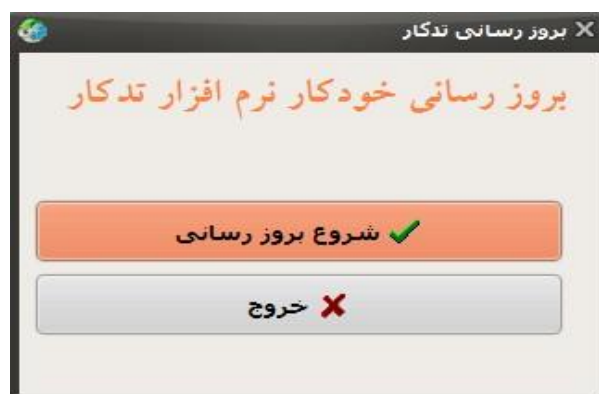 بروز رسانی تدکار
بروز رسانی خودکار نرم افزار تدکار
شروع بروز رسانی
خروج